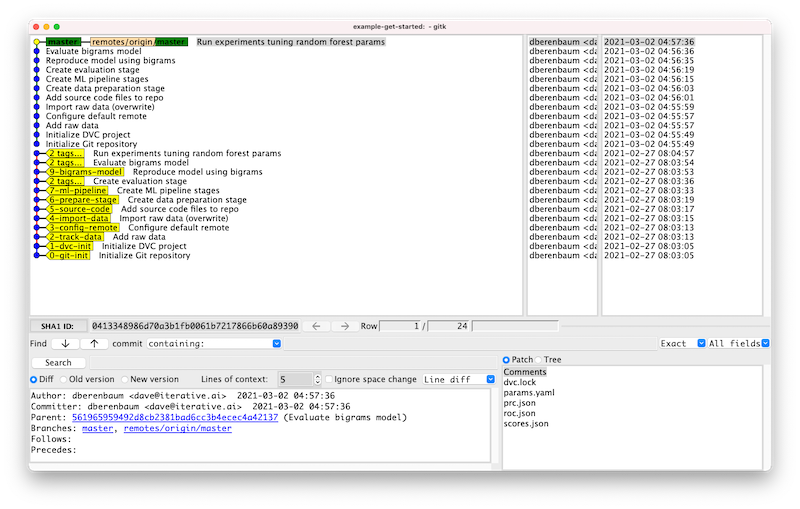 example-get-started: - gitk
master remotes/origin/master Run experiments tuning random forest params dberenbaum <da 2021-03-02 04:57:36
Evaluate bigrams model dberenbaum <da 2021-03-02 04:56:36
Reproduce model using bigrams dberenbaum <da 2021-03-02 04:56:35
Create evaluation stage dberenbaum <da 2021-03-02 04:56:19
Create ML pipeline stages dberenbaum <da 2021-03-02 04:56:15
Create data preparation stage dberenbaum <da 2021-03-02 04:56:03
Add source code files to repo dberenbaum <da 2021-03-02 04:56:01
Import raw data (overwrite) dberenbaum <da 2021-03-02 04:55:59
Configure default remote dberenbaum <da 2021-03-02 04:55:57
Add raw data dberenbaum <da 2021-03-02 04:55:57
Initialize DVC project dberenbaum <da 2021-03-02 04:55:49
Initialize Git repository dberenbaum <da 2021-03-02 04:55:49
2 tags... Run experiments tuning random forest params dberenbaum <da 2021-02-27 08:04:57
2 tags... Evaluate bigrams model dberenbaum <da 2021-02-27 08:03:54
9-bigrams-model Reproduce model using bigrams dberenbaum <da 2021-02-27 08:03:53
2 tags... Create evaluation stage dberenbaum <da 2021-02-27 08:03:36
7-ml-pipeline Create ML pipeline stages dberenbaum <da 2021-02-27 08:03:33
6-prepare-stage Create data preparation stage dberenbaum <da 2021-02-27 08:03:19
5-source-code Add source code files to repo dberenbaum <da 2021-02-27 08:03:17
4-import-data Import raw data (overwrite) dberenbaum <da 2021-02-27 08:03:15
3-config-remote Configure default remote dberenbaum <da 2021-02-27 08:03:13
2-track-data Add raw data dberenbaum <da 2021-02-27 08:03:13
1-dvc-init Initialize DVC project dberenbaum <da 2021-02-27 08:03:05
0-git-init Initialize Git repository dberenbaum <da 2021-02-27 08:03:05
SHA1 ID: 0413348986d70a3b1fb0061b7217866b60a89390 Row 1 / 24
Find commit containing: Exact All fields
Search
Diff Old version New version Lines of context: 5 Ignore space change Line diff
Author: dberenbaum <dave@iterative.ai> 2021-03-02 04:57:36
Committer: dberenbaum <dave@iterative.ai> 2021-03-02 04:57:36
Parent: 561965959492d8cb2381bad6cc3b4ecec4a42137 (Evaluate bigrams model)
Branches: master, remotes/origin/master
Follows:
Precedes:
Patch Tree
Comments
dvc.lock
params.yaml
prc.json
roc.json
scores.json